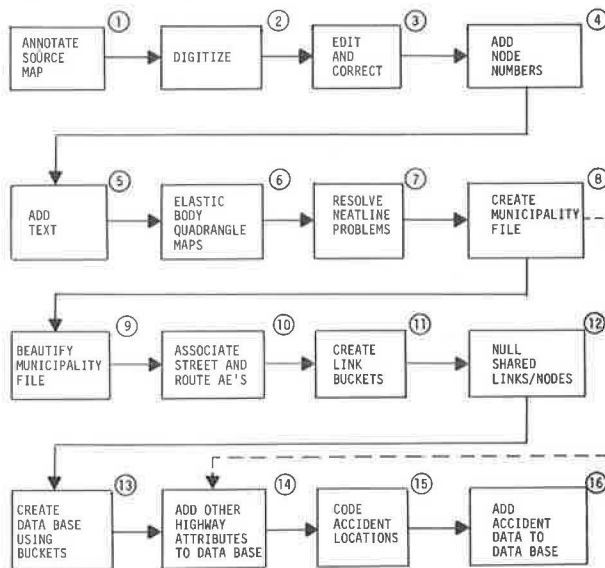 1
ANNOTATE
SOURCE
MAP
2
DIGITIZE
3
EDIT
AND
CORRECT
4
ADD
NODE
NUMBERS
5
ADD
TEXT
6
ELASTIC
BODY
QUADRANGLE
MAPS
7
RESOLVE
NEATLINE
PROBLEMS
8
CREATE
MUNICIPALITY
FILE
9
BEAUTIFY
MUNICIPALITY
FILE
10
ASSOCIATE
STREET AND
ROUTE AE'S
11
CREATE
LINK
BUCKETS
12
NULL
SHARED
LINKS/NODES
13
CREATE
DATA BASE
USING
BUCKETS
14
ADD OTHER
HIGHWAY
ATTRIBUTES
TO DATA BASE
15
CODE
ACCIDENT
LOCATIONS
16
ADD
ACCIDENT
DATA TO
DATA BASE